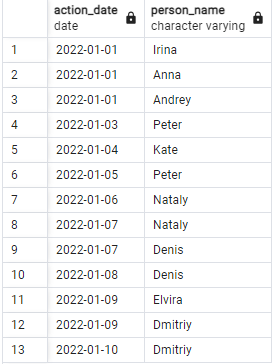 action_date person_name
date character varying
1 2022-01-01 Irina
2 2022-01-01 Anna
3 2022-01-01 Andrey
4 2022-01-03 Peter
5 2022-01-04 Kate
6 2022-01-05 Peter
7 2022-01-06 Nataly
8 2022-01-07 Nataly
9 2022-01-07 Denis
10 2022-01-08 Denis
11 2022-01-09 Elvira
12 2022-01-09 Dmitriy
13 2022-01-10 Dmitriy